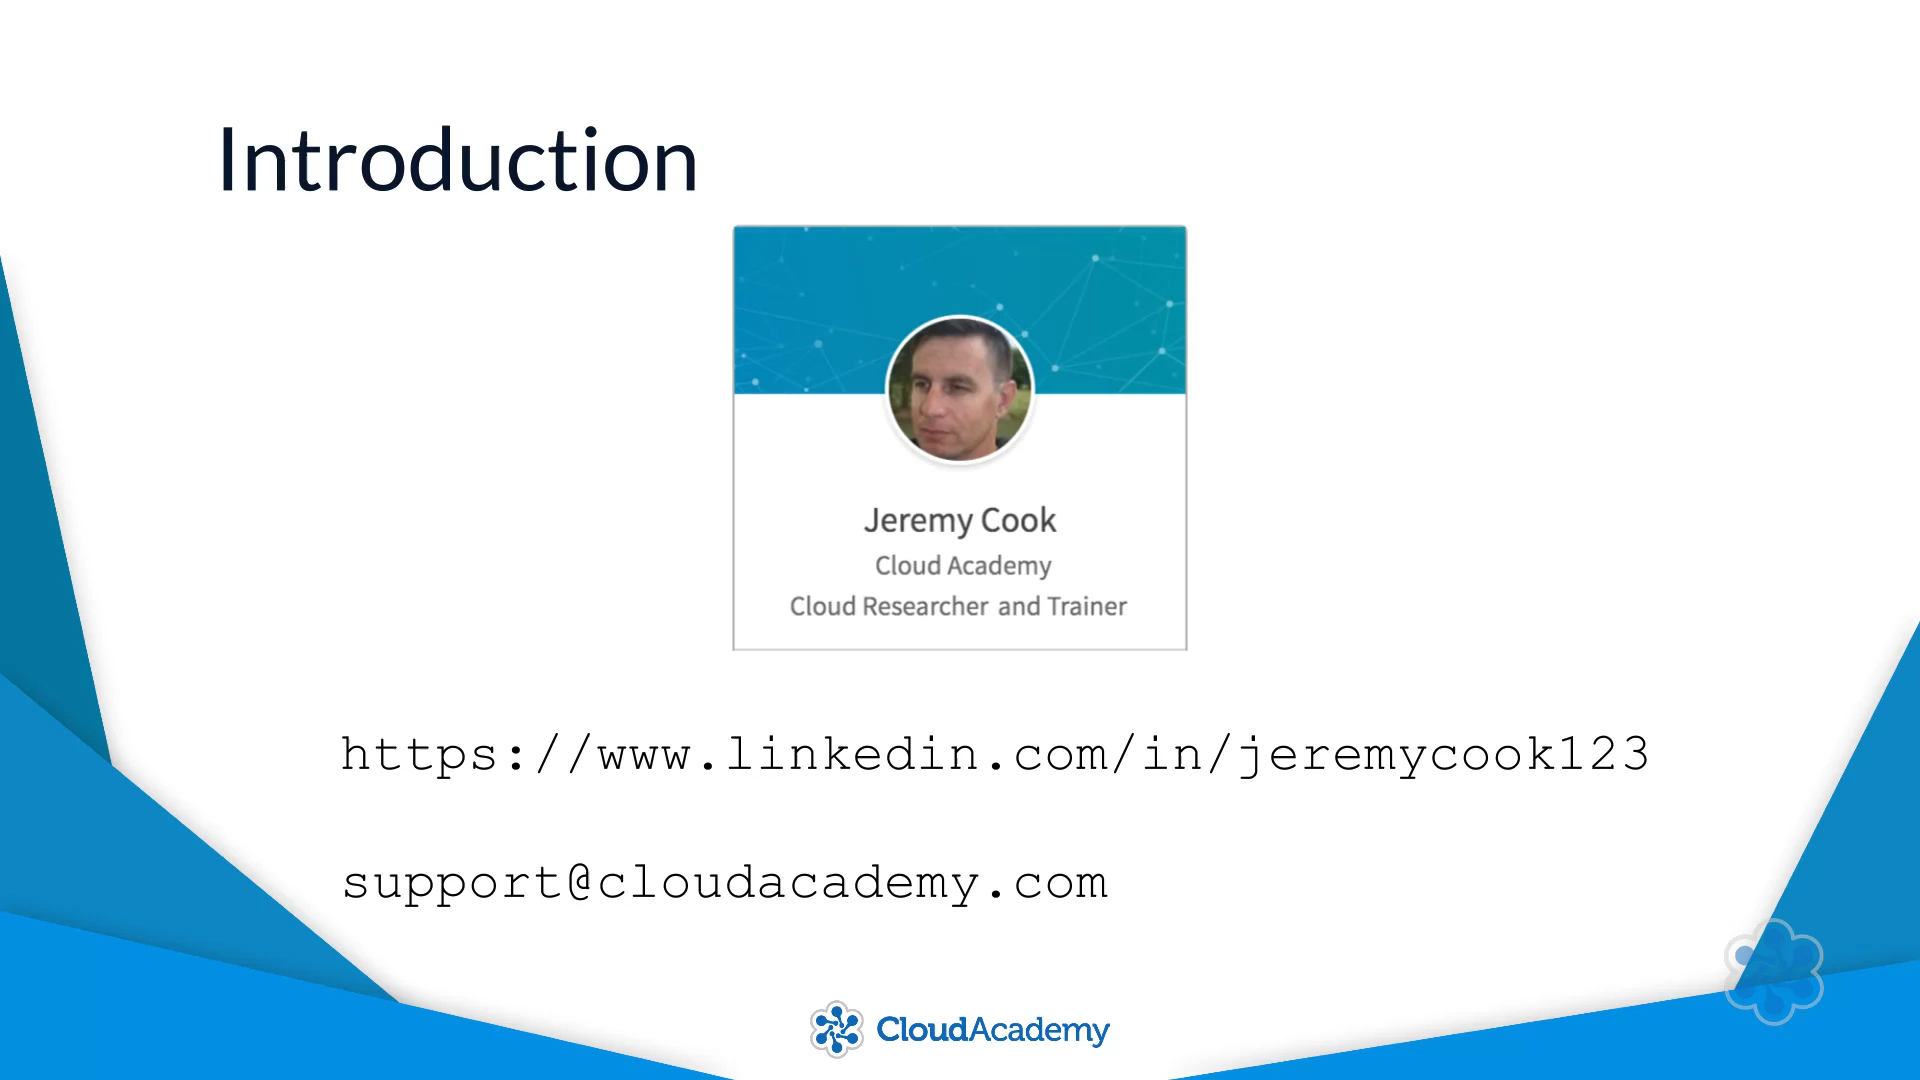 Introduction
Jeremy Cook
Cloud Academy
Cloud Researcher and Trainer
https://www.linkedin.com/in/jeremycook123
support@cloudacademy.com
CloudAcademy